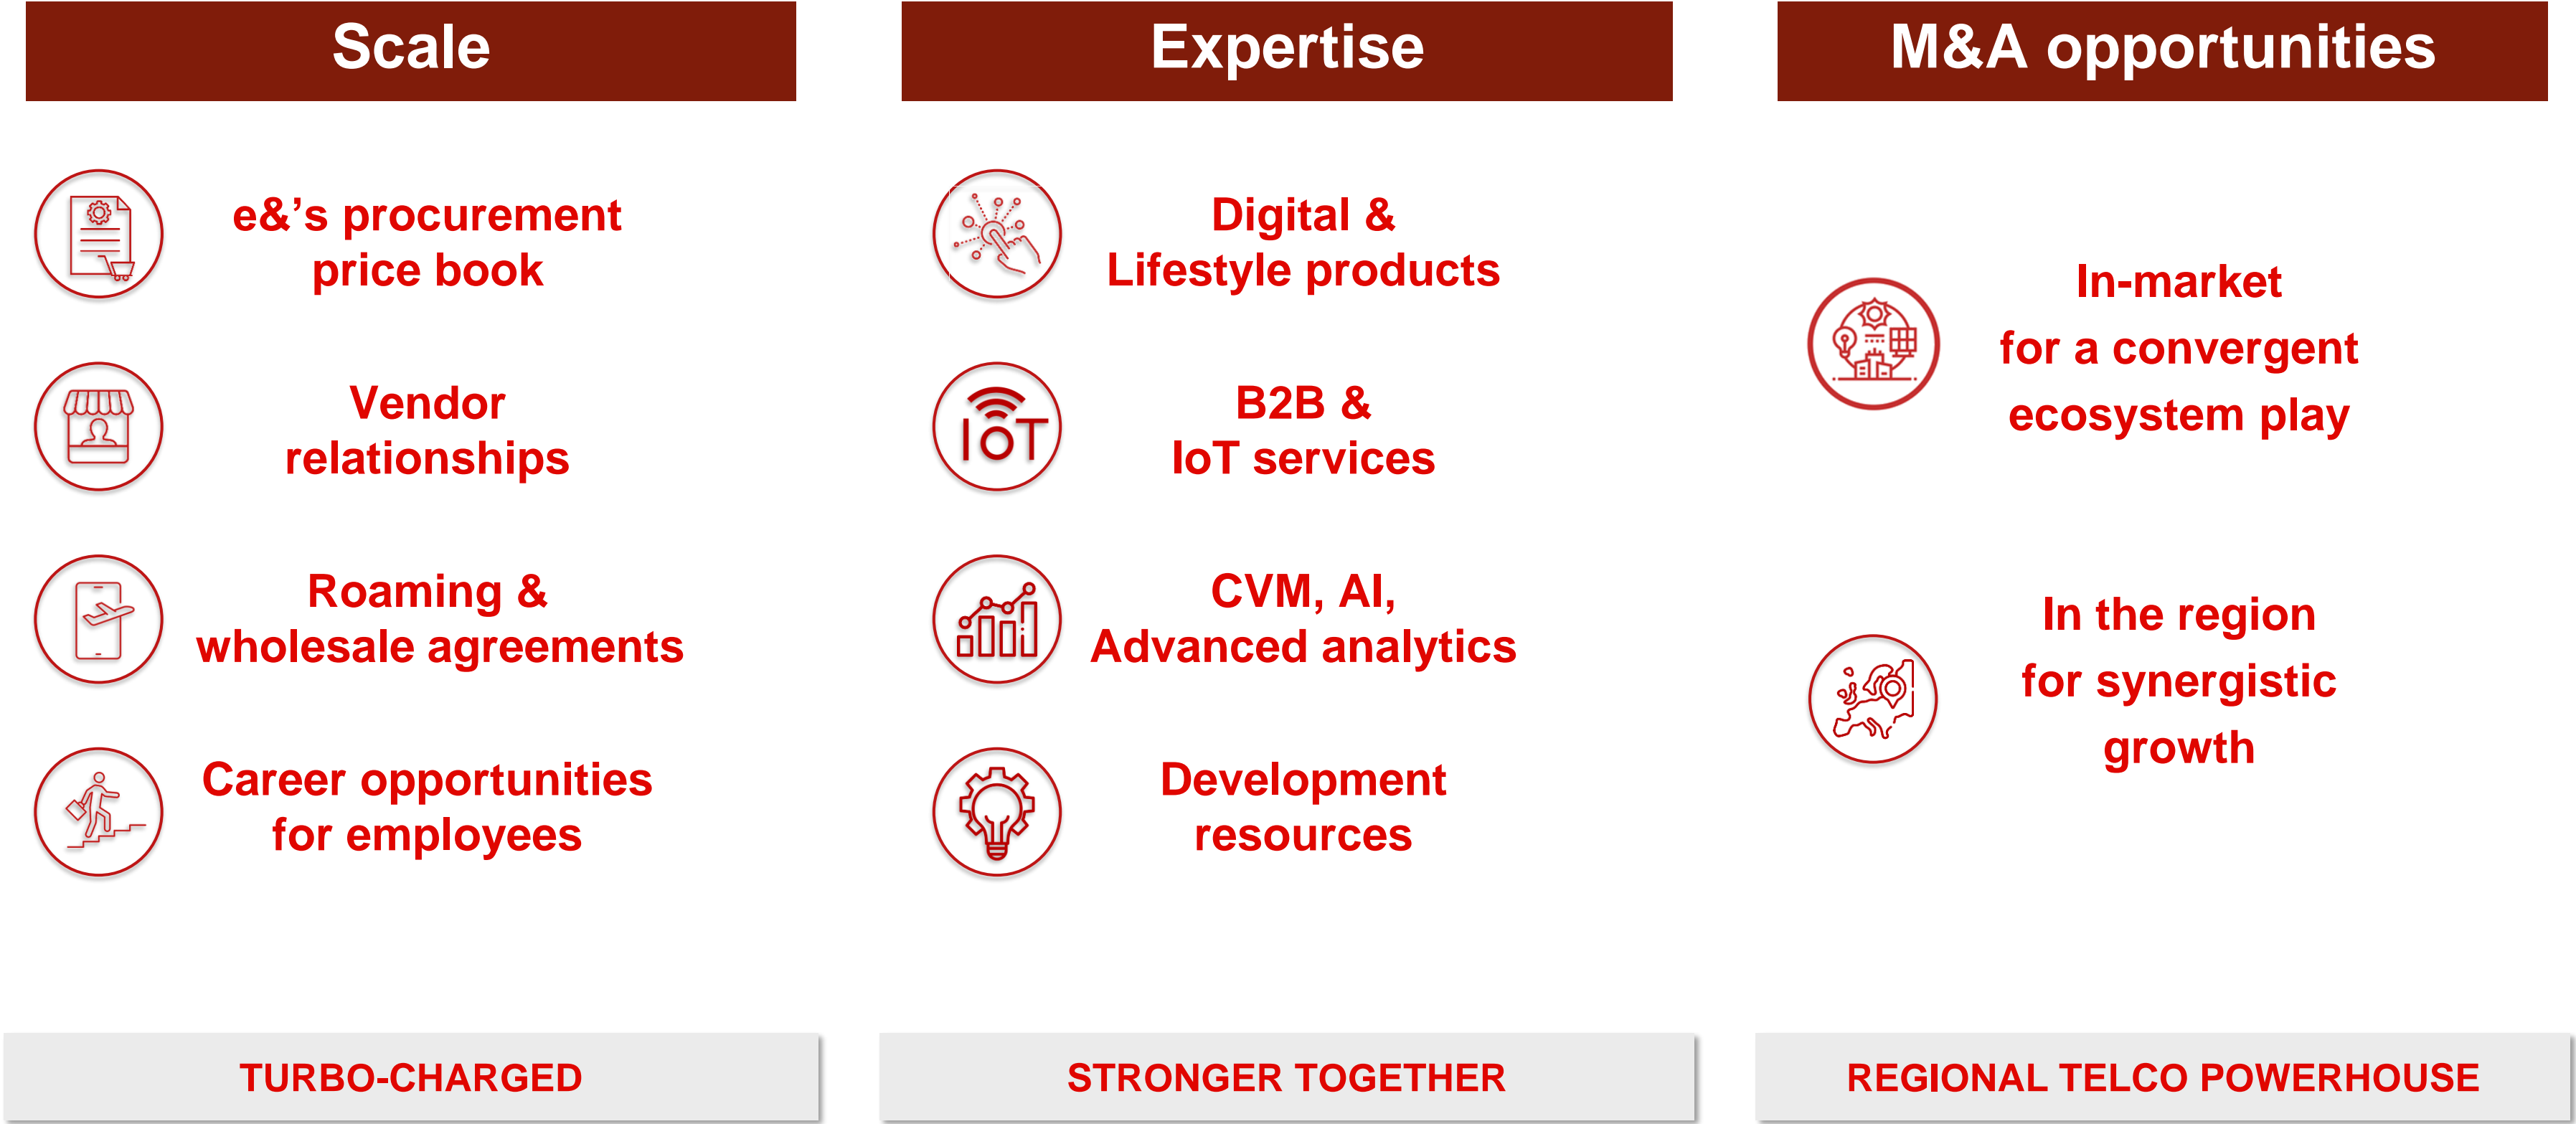 Scale
e&’s procurement
price book
Vendor
relationships
Roaming &
wholesale agreements
Career opportunities
for employees
TURBO-CHARGED
Expertise
Digital &
Lifestyle products
IoT
B2B &
IoT services
CVM, AI,
Advanced analytics
Development
resources
STRONGER TOGETHER
M&A opportunities
In-market
for a convergent
ecosystem play
In the region
for synergistic
growth
REGIONAL TELCO POWERHOUSE